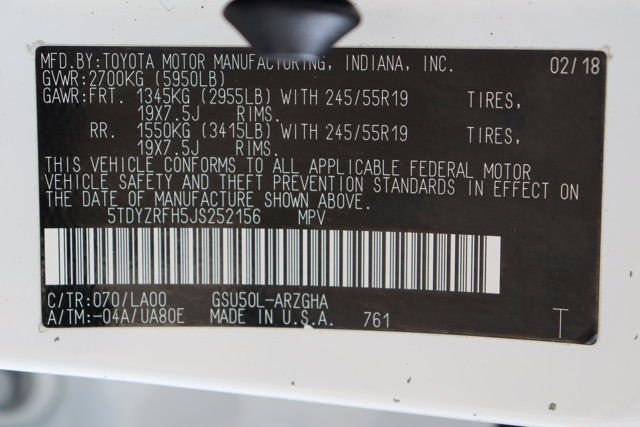 MFD.BY:TOYOTA MOTOR MANUFACTURING, INDIANA, INC. 02/18
GVWR:2700KG (5950LB)
GAWR:FRT. 1345KG (2955LB) WITH 245/55R19 TIRES,
19X7.5J RIMS.
RR. 1550KG (3415LB) WITH 245/55R19 TIRES,
19X7.5J RIMS.
THIS VEHICLE CONFORMS TO ALL APPLICABLE FEDERAL MOTOR
VEHICLE SAFETY AND THEFT PREVENTION STANDARDS IN EFFECT ON
THE DATE OF MANUFACTURE SHOWN ABOVE.
5TDYZRFH5JS252156 MPV
C/TR:070/LA00 GSU50L-ARZGHA
A/TM:-04A/UA80E MADE IN U.S.A. 761 T